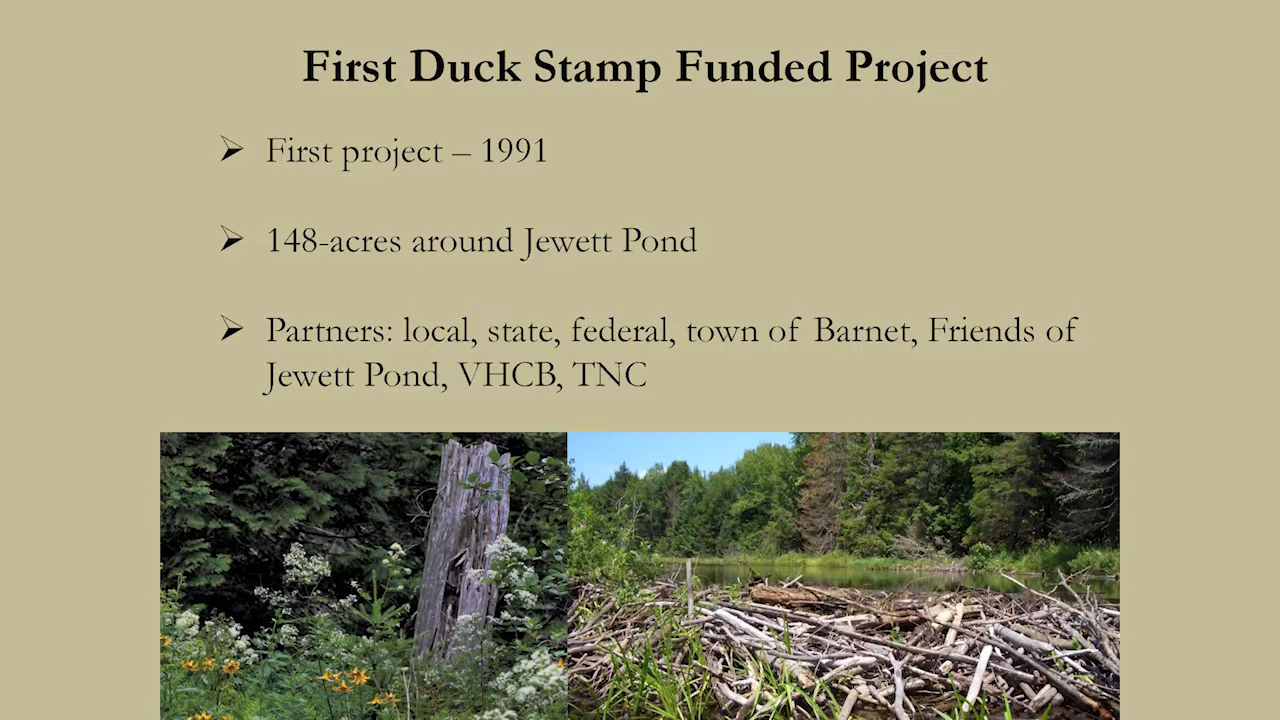 First Duck Stamp Funded Project
➢ First project – 1991
➢ 148-acres around Jewett Pond
➢ Partners: local, state, federal, town of Barnet, Friends of
Jewett Pond, VHCB, TNC